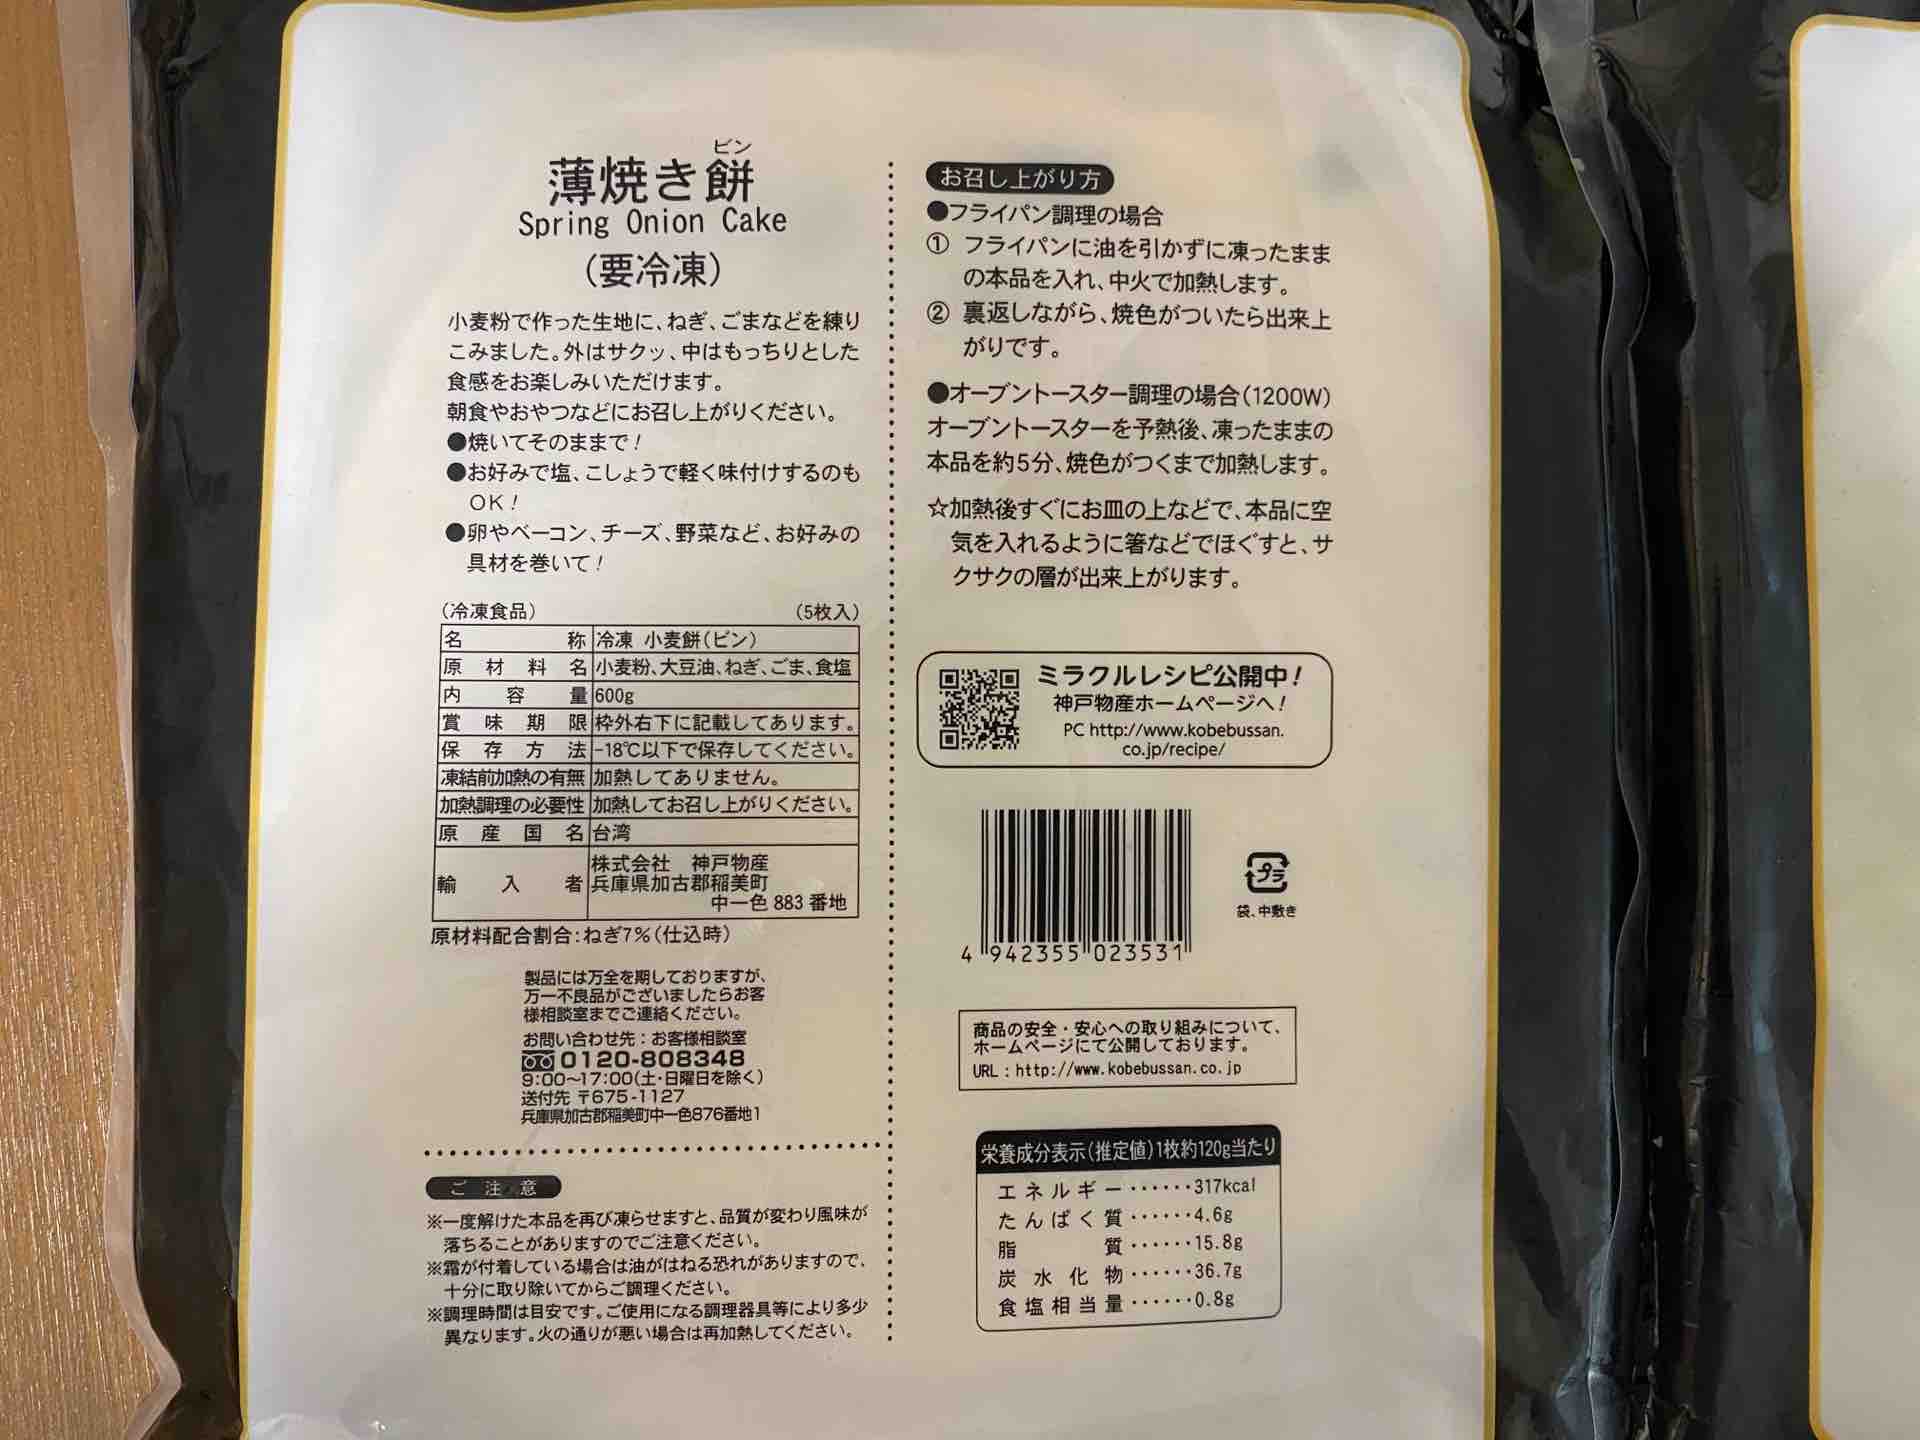 ビン
薄焼き餅
Spring Onion Cake
(要冷凍)
小麦粉で作った生地に、ねぎ、ごまなどを練り
こみました。外はサクッ、中はもっちりとした
食感をお楽しみいただけます。
朝食やおやつなどにお召し上がりください。
●焼いてそのままで!
●お好みで塩、こしょうで軽く味付けするのも
OK!
●卵やベーコン、チーズ、野菜など、お好みの
具材を巻いて!
(冷凍食品) (5枚入)
名称 冷凍 小麦餅(ビン)
原材料名 小麦粉、大豆油、ねぎ、ごま、食塩
内容量 600g
賞味期限 枠外右下に記載してあります。
保存方法 -18℃以下で保存してください。
凍結前加熱の有無 加熱してありません。
加熱調理の必要性 加熱してお召し上がりください。
原産国名 台湾
輸入者 株式会社 神戸物産
兵庫県加古郡稲美町
中一色 883 番地
原材料配合割合:ねぎ7%(仕込時)
製品には万全を期しておりますが、
万一不良品がございましたらお客
様相談室までご連絡ください。
お問い合わせ先:お客様相談室
0120-808348
9:00〜17:00(土・日曜日を除く)
送付先 〒675-1127
兵庫県加古郡稲美町中一色876番地1
ご注意
※一度解けた本品を再び凍らせますと、品質が変わり風味が
落ちることがありますのでご注意ください。
※霜が付着している場合は油がはねる恐れがありますので、
十分に取り除いてからご調理ください。
※調理時間は目安です。ご使用になる調理器具等により多少
異なります。火の通りが悪い場合は再加熱してください。
お召し上がり方
●フライパン調理の場合
① フライパンに油を引かずに凍ったまま
の本品を入れ、中火で加熱します。
② 裏返しながら、焼色がついたら出来上
がりです。
●オーブントースター調理の場合(1200W)
オーブントースターを予熱後、凍ったままの
本品を約5分、焼色がつくまで加熱します。
☆加熱後すぐにお皿の上などで、本品に空
気を入れるように箸などでほぐすと、サ
クサクの層が出来上がります。
ミラクルレシピ公開中!
神戸物産ホームページへ!
PC http://www.kobebussan.
co.jp/recipe/
プラ
袋、中敷き
4 942355 023531
商品の安全・安心への取り組みについて、
ホームページにて公開しております。
URL:http://www.kobebussan.co.jp
栄養成分表示(推定値)1枚約120g当たり
エネルギー……317kcal
たんぱく質……4.6g
脂質……15.8g
炭水化物……36.7g
食塩相当量……0.8g